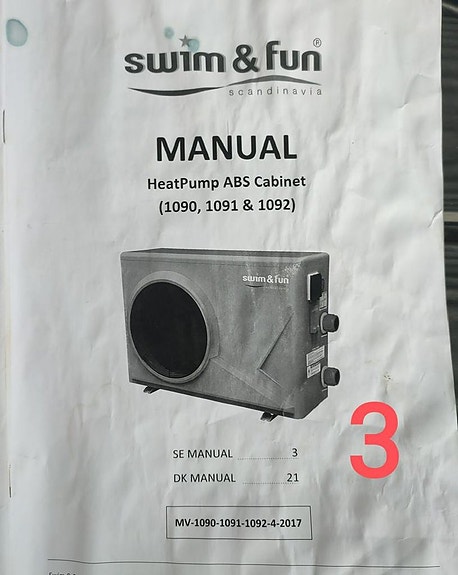 swim & fun®
scandinavia
MANUAL
HeatPump ABS Cabinet
(1090, 1091 & 1092)
swim & fun
3
SE MANUAL ............... 3
DK MANUAL ............... 21
MV-1090-1091-1092-4-2017